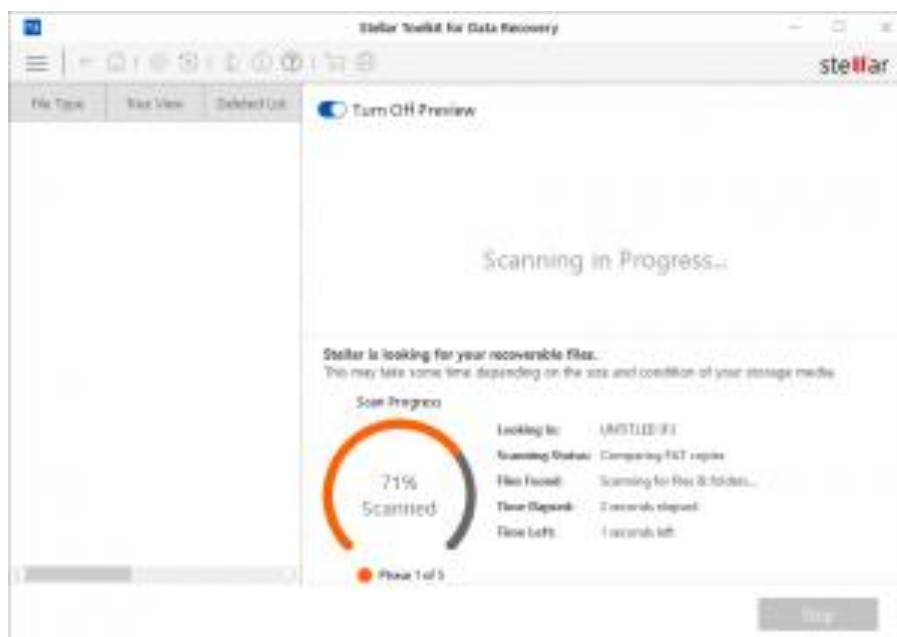 Stellar Toolkit for Data Recovery
stellar
File Type Tree View Deleted List
Turn Off Preview
Scanning in Progress...
Stellar is looking for your recoverable files.
This may take some time depending on the size and condition of your storage media
Scan Progress
71%
Scanned
Looking In: UNTITLED
Scanning Status: Comparing FAT copies
Files Found: Scanning for files & folders...
Time Elapsed: seconds elapsed
Time Left: 1 seconds left
Phase 1 of 5
Stop